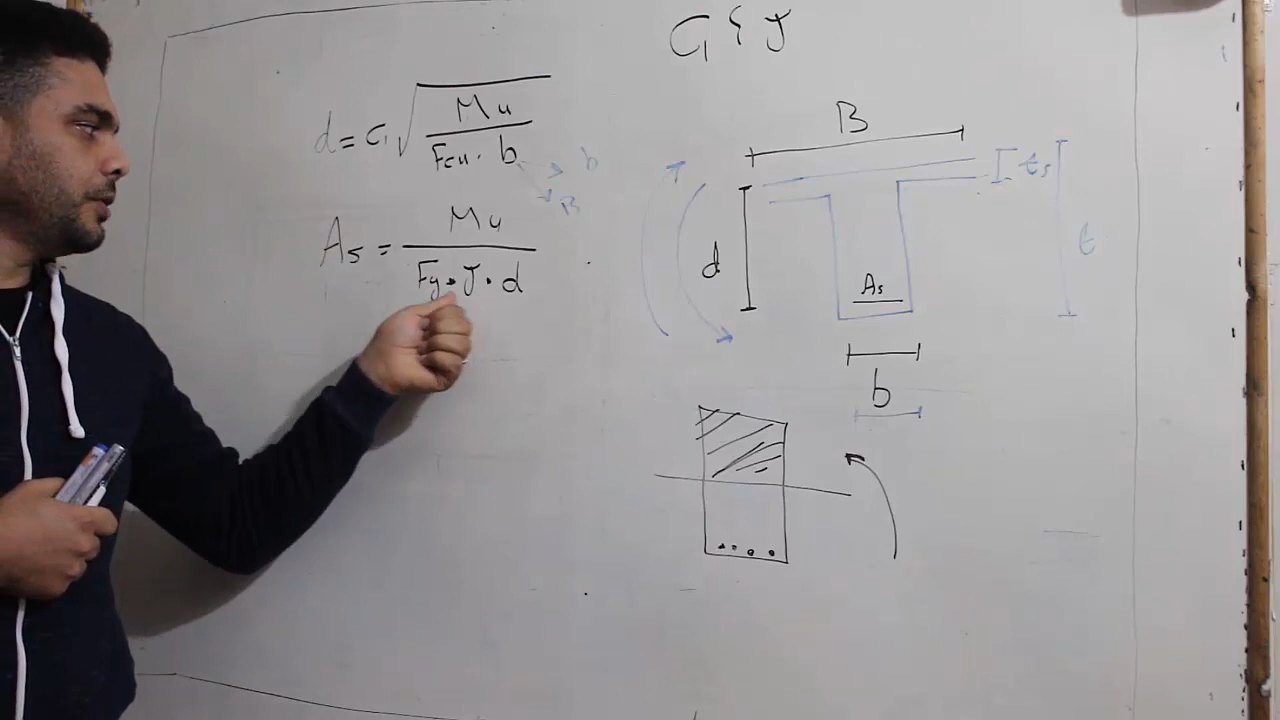 C₁ & J
d = C₁ √(Mu / (Fcu · b))
b
B
As = Mu / (Fy · J · d)
B
ts
d
t
As
b